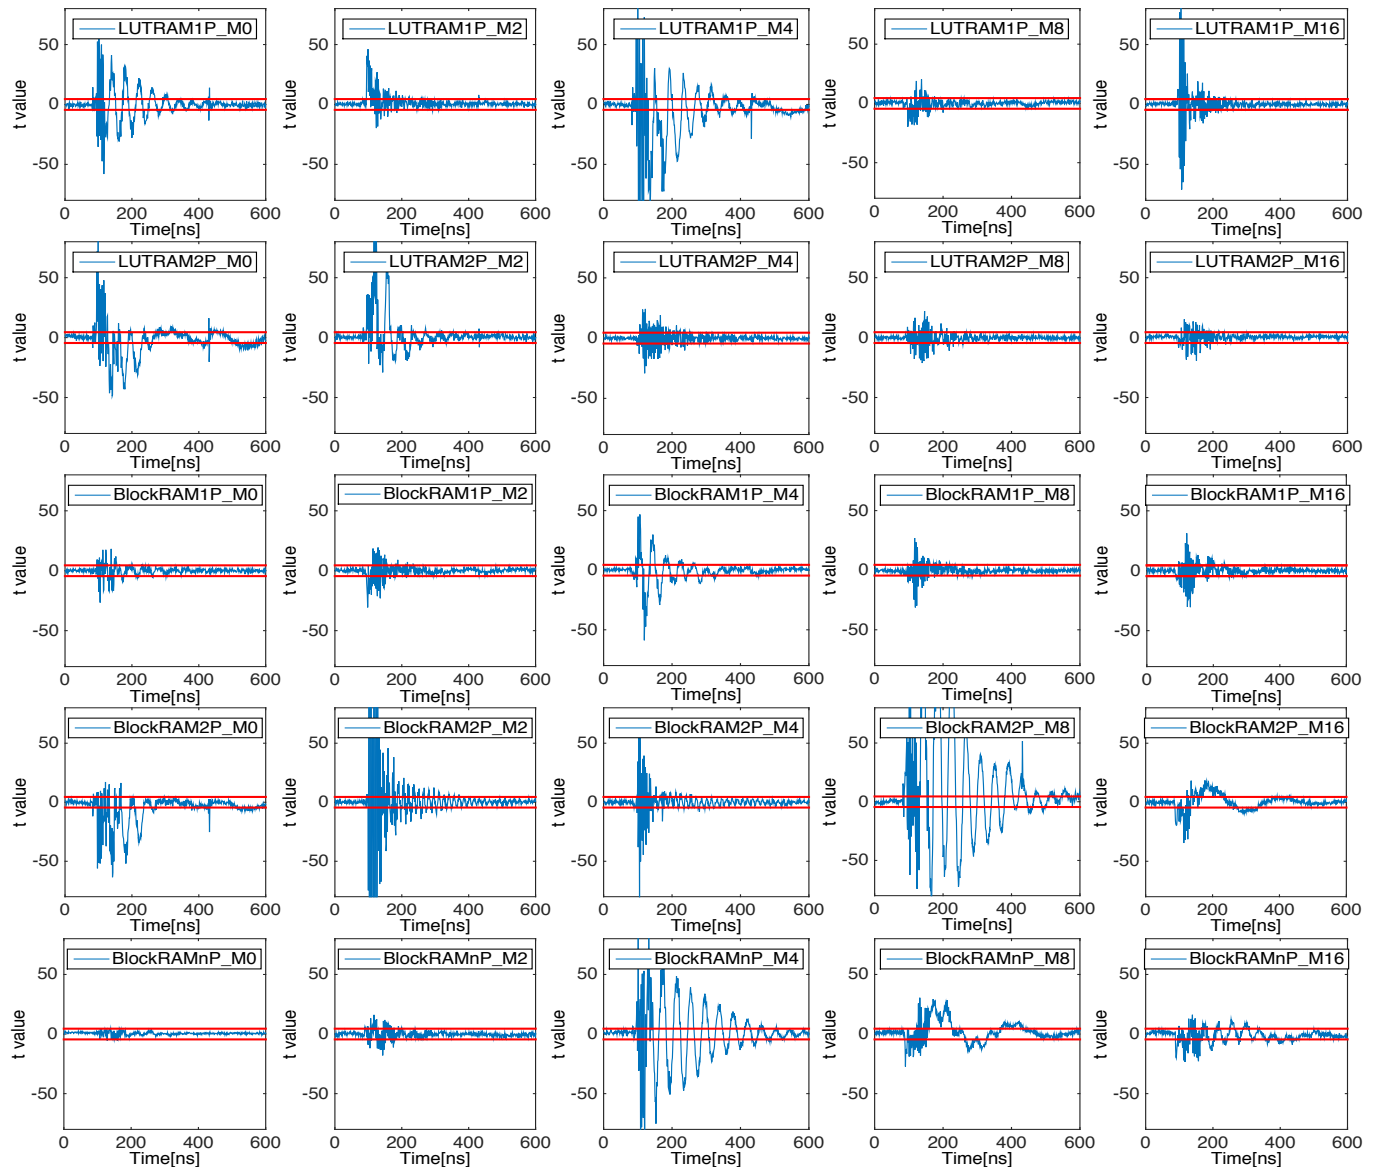 LUTRAM1P_M0 LUTRAM1P_M2 LUTRAM1P_M4 LUTRAM1P_M8 LUTRAM1P_M16
t value 50 0 -50 t value 50 0 -50 t value 50 0 -50 t value 50 0 -50 t value 50 0 -50
0 200 400 600 0 200 400 600 0 200 400 600 0 200 400 600 0 200 400 600
Time[ns] Time[ns] Time[ns] Time[ns] Time[ns]
LUTRAM2P_M0 LUTRAM2P_M2 LUTRAM2P_M4 LUTRAM2P_M8 LUTRAM2P_M16
t value 50 0 -50 t value 50 0 -50 t value 50 0 -50 t value 50 0 -50 t value 50 0 -50
0 200 400 600 0 200 400 600 0 200 400 600 0 200 400 600 0 200 400 600
Time[ns] Time[ns] Time[ns] Time[ns] Time[ns]
BlockRAM1P_M0 BlockRAM1P_M2 BlockRAM1P_M4 BlockRAM1P_M8 BlockRAM1P_M16
t value 50 0 -50 t value 50 0 -50 t value 50 0 -50 t value 50 0 -50 t value 50 0 -50
0 200 400 600 0 200 400 600 0 200 400 600 0 200 400 600 0 200 400 600
Time[ns] Time[ns] Time[ns] Time[ns] Time[ns]
BlockRAM2P_M0 BlockRAM2P_M2 BlockRAM2P_M4 BlockRAM2P_M8 BlockRAM2P_M16
t value 50 0 -50 t value 50 0 -50 t value 50 0 -50 t value 50 0 -50 t value 50 0 -50
0 200 400 600 0 200 400 600 0 200 400 600 0 200 400 600 0 200 400 600
Time[ns] Time[ns] Time[ns] Time[ns] Time[ns]
BlockRAMnP_M0 BlockRAMnP_M2 BlockRAMnP_M4 BlockRAMnP_M8 BlockRAMnP_M16
t value 50 0 -50 t value 50 0 -50 t value 50 0 -50 t value 50 0 -50 t value 50 0 -50
0 200 400 600 0 200 400 600 0 200 400 600 0 200 400 600 0 200 400 600
Time[ns] Time[ns] Time[ns] Time[ns] Time[ns]